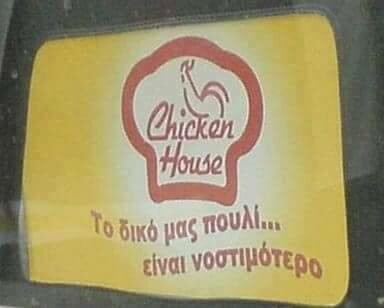 Chicken
House
Το δικό μας πουλί...
είναι νοστιμότερο